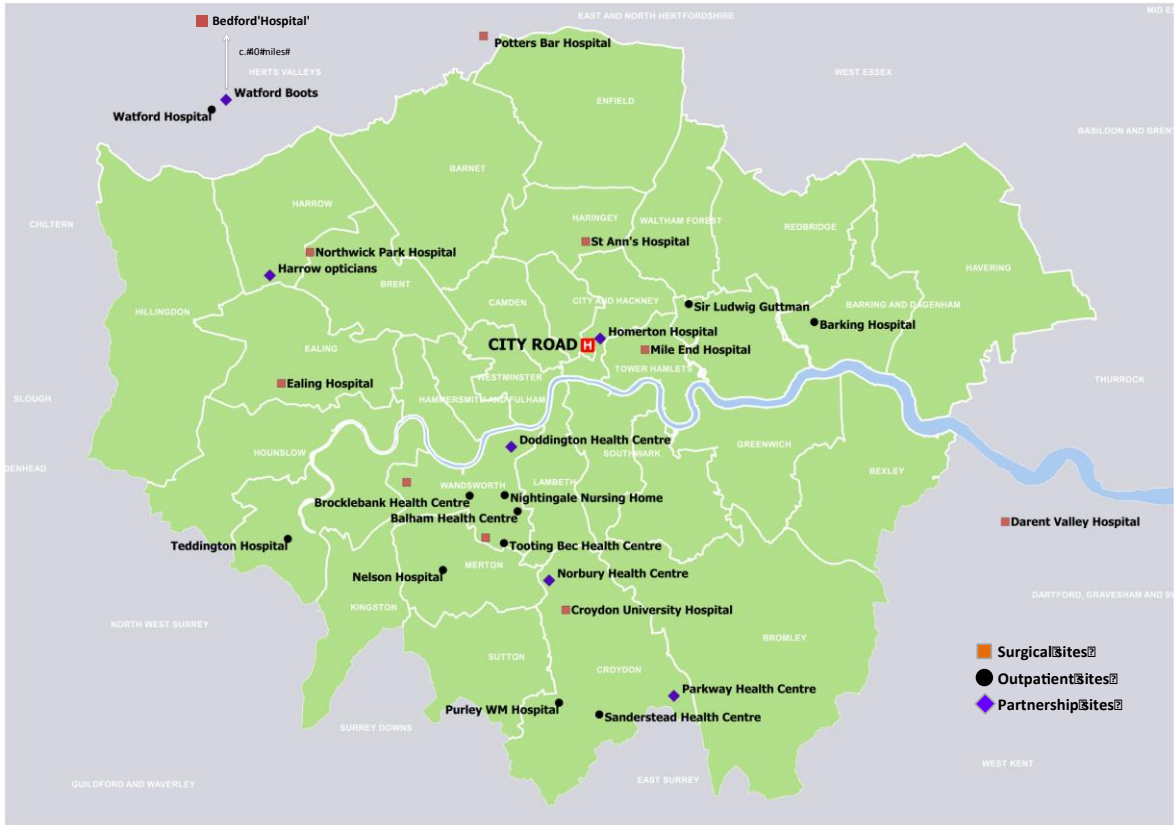 Bedford'Hospital'
EAST AND NORTH HERTFORDSHIRE
MID E
Potters Bar Hospital
c.#40#miles#
HERTS VALLEYS
WEST ESSEX
Watford Boots
ENFIELD
Watford Hospital
BASILDON AND BRENT
BARNET
HARROW
HARINGEY
WALTHAM FOREST
CHILTERN
REDBRIDGE
St Ann's Hospital
Northwick Park Hospital
Harrow opticians
HAVERING
BRENT
CAMDEN
CITY AND HACKNEY
Sir Ludwig Guttman
BARKING AND DAGENHAM
HILLINGDON
Barking Hospital
Homerton Hospital
CITY ROAD
H
EALING
Mile End Hospital
TOWER HAMLETS
WESTMINSTER
THURROCK
Ealing Hospital
SLOUGH
HAMMERSMITH AND FULHAM
Doddington Health Centre
GREENWICH
HOUNSLOW
SOUTHWARK
DENHEAD
BEXLEY
LAMBETH
WANDSWORTH
Nightingale Nursing Home
Brocklebank Health Centre
Balham Health Centre
Darent Valley Hospital
Teddington Hospital
Tooting Bec Health Centre
MERTON
Nelson Hospital
Norbury Health Centre
DARTFORD, GRAVESHAM AND SW
KINGSTON
Croydon University Hospital
NORTH WEST SURREY
BROMLEY
Surgical sites
SUTTON
CROYDON
Outpatient sites
Parkway Health Centre
Partnership sites
Purley WM Hospital
Sanderstead Health Centre
SURREY DOWNS
WEST KENT
EAST SURREY
GUILDFORD AND WAVERLEY